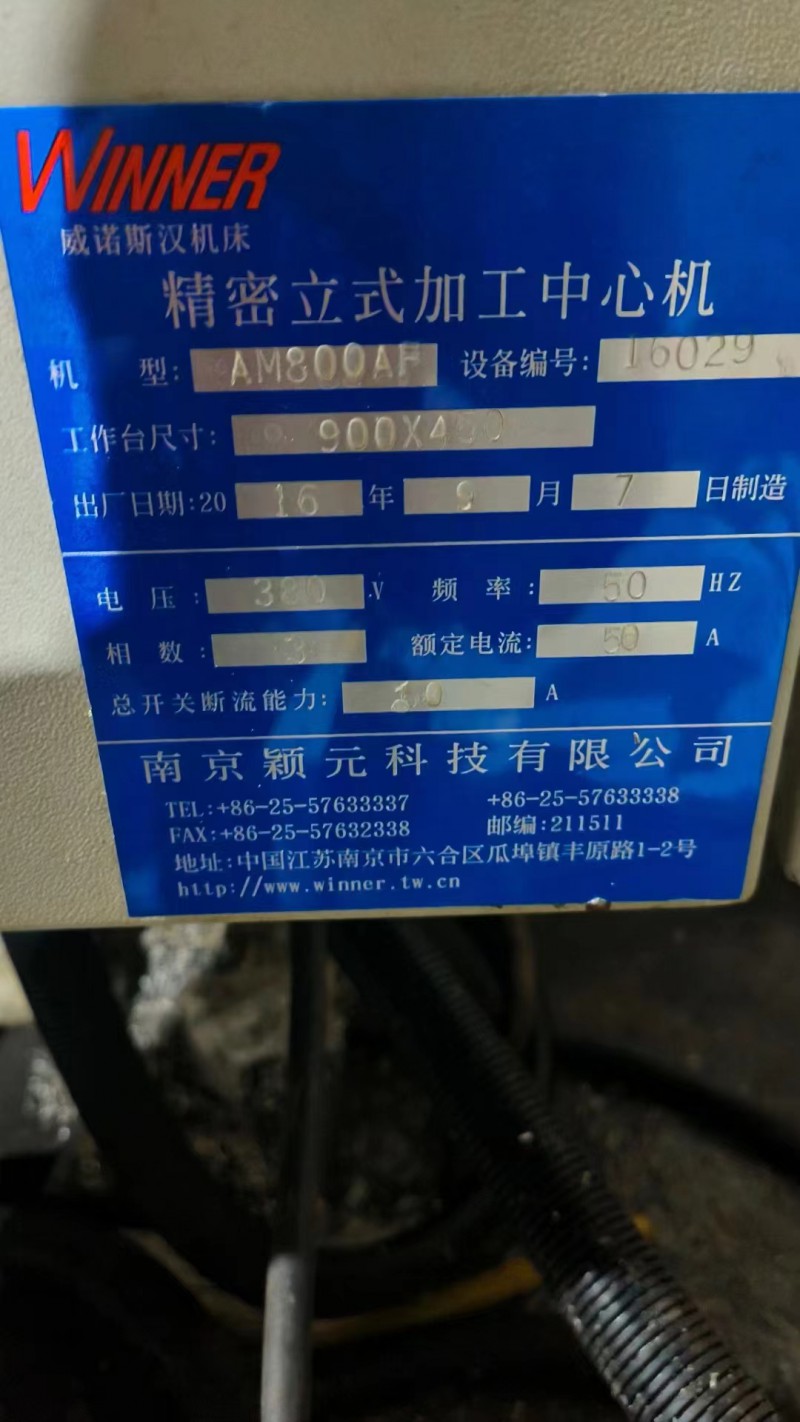 WINNER
威诺斯汉机床
精密立式加工中心机
机 型: AM800AF 设备编号: 16029
工作台尺寸: 900X450
出厂日期:20 16 年 9 月 7 日制造
电 压: 380 V 频 率: 50 HZ
相 数: 3 额定电流: 50 A
总开关断流能力: 10 A
南京颖元科技有限公司
TEL:+86-25-57633337 +86-25-57633338
FAX:+86-25-57632338 邮编:211511
地址:中国江苏南京市六合区瓜埠镇丰原路1-2号
http://www.winner.tw.cn